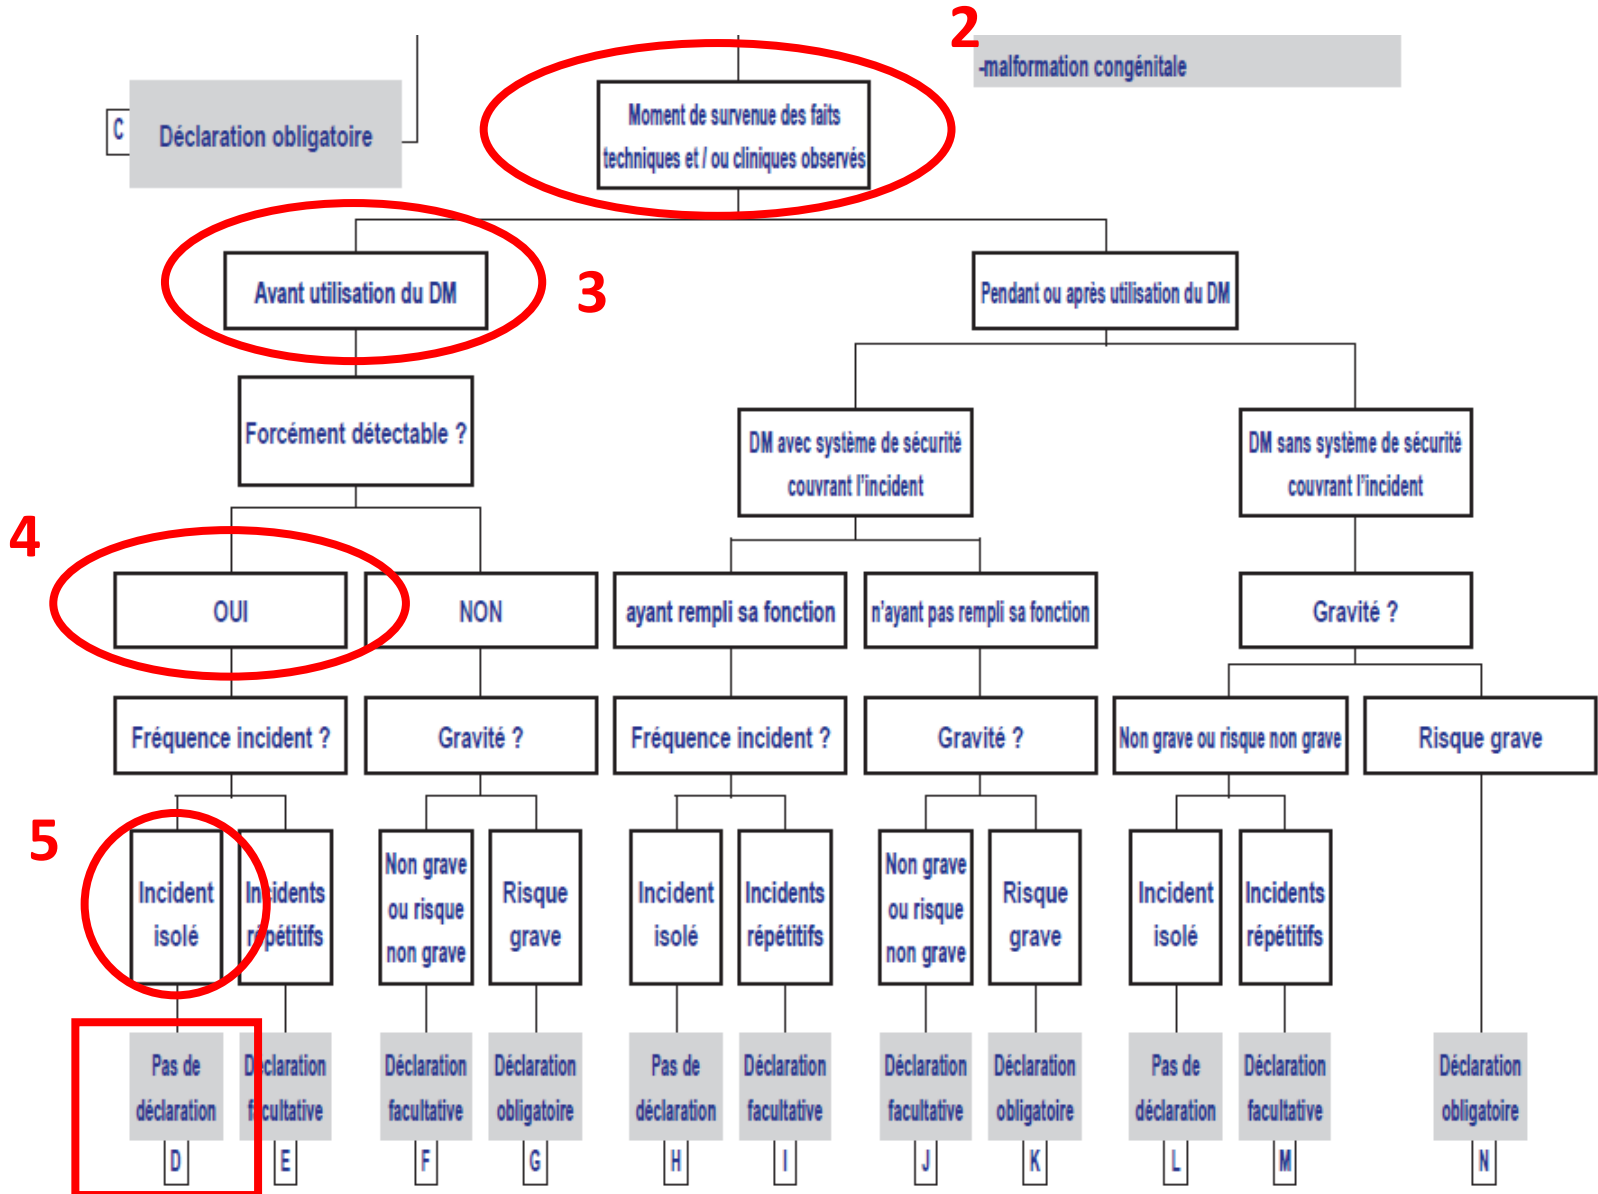 2
-malformation congénitale
C
Déclaration obligatoire
Moment de survenue des faits
techniques et / ou cliniques observés
Avant utilisation du DM
3
Pendant ou après utilisation du DM
Forcément détectable ?
DM avec système de sécurité
couvrant l'incident
DM sans système de sécurité
couvrant l'incident
4
OUI
NON
ayant rempli sa fonction
n'ayant pas rempli sa fonction
Gravité ?
Fréquence incident ?
Gravité ?
Fréquence incident ?
Gravité ?
Non grave ou risque non grave
Risque grave
5
Incident
isolé
Incidents
répétitifs
Non grave
ou risque
non grave
Risque
grave
Incident
isolé
Incidents
répétitifs
Non grave
ou risque
non grave
Risque
grave
Incident
isolé
Incidents
répétitifs
Pas de
déclaration
Déclaration
facultative
Déclaration
facultative
Déclaration
obligatoire
Pas de
déclaration
Déclaration
facultative
Déclaration
facultative
Déclaration
obligatoire
Pas de
déclaration
Déclaration
facultative
Déclaration
obligatoire
D
E
F
G
H
I
J
K
L
M
N